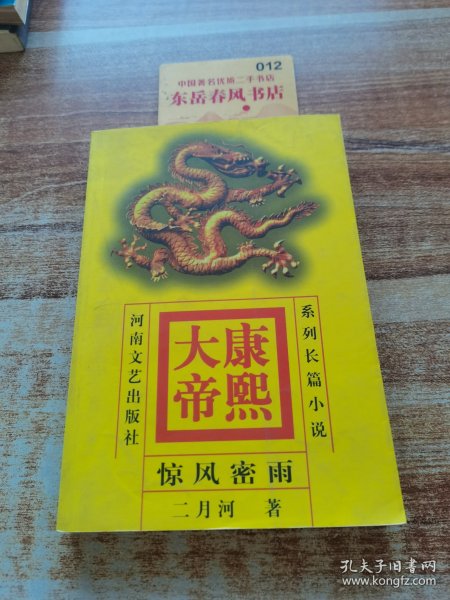 012
中国著名优质二手书店
东岳春风书店
系列长篇小说
康熙
大帝
河南文艺出版社
惊风密雨
二月河 著
孔夫子旧书网
www.kongfz.com